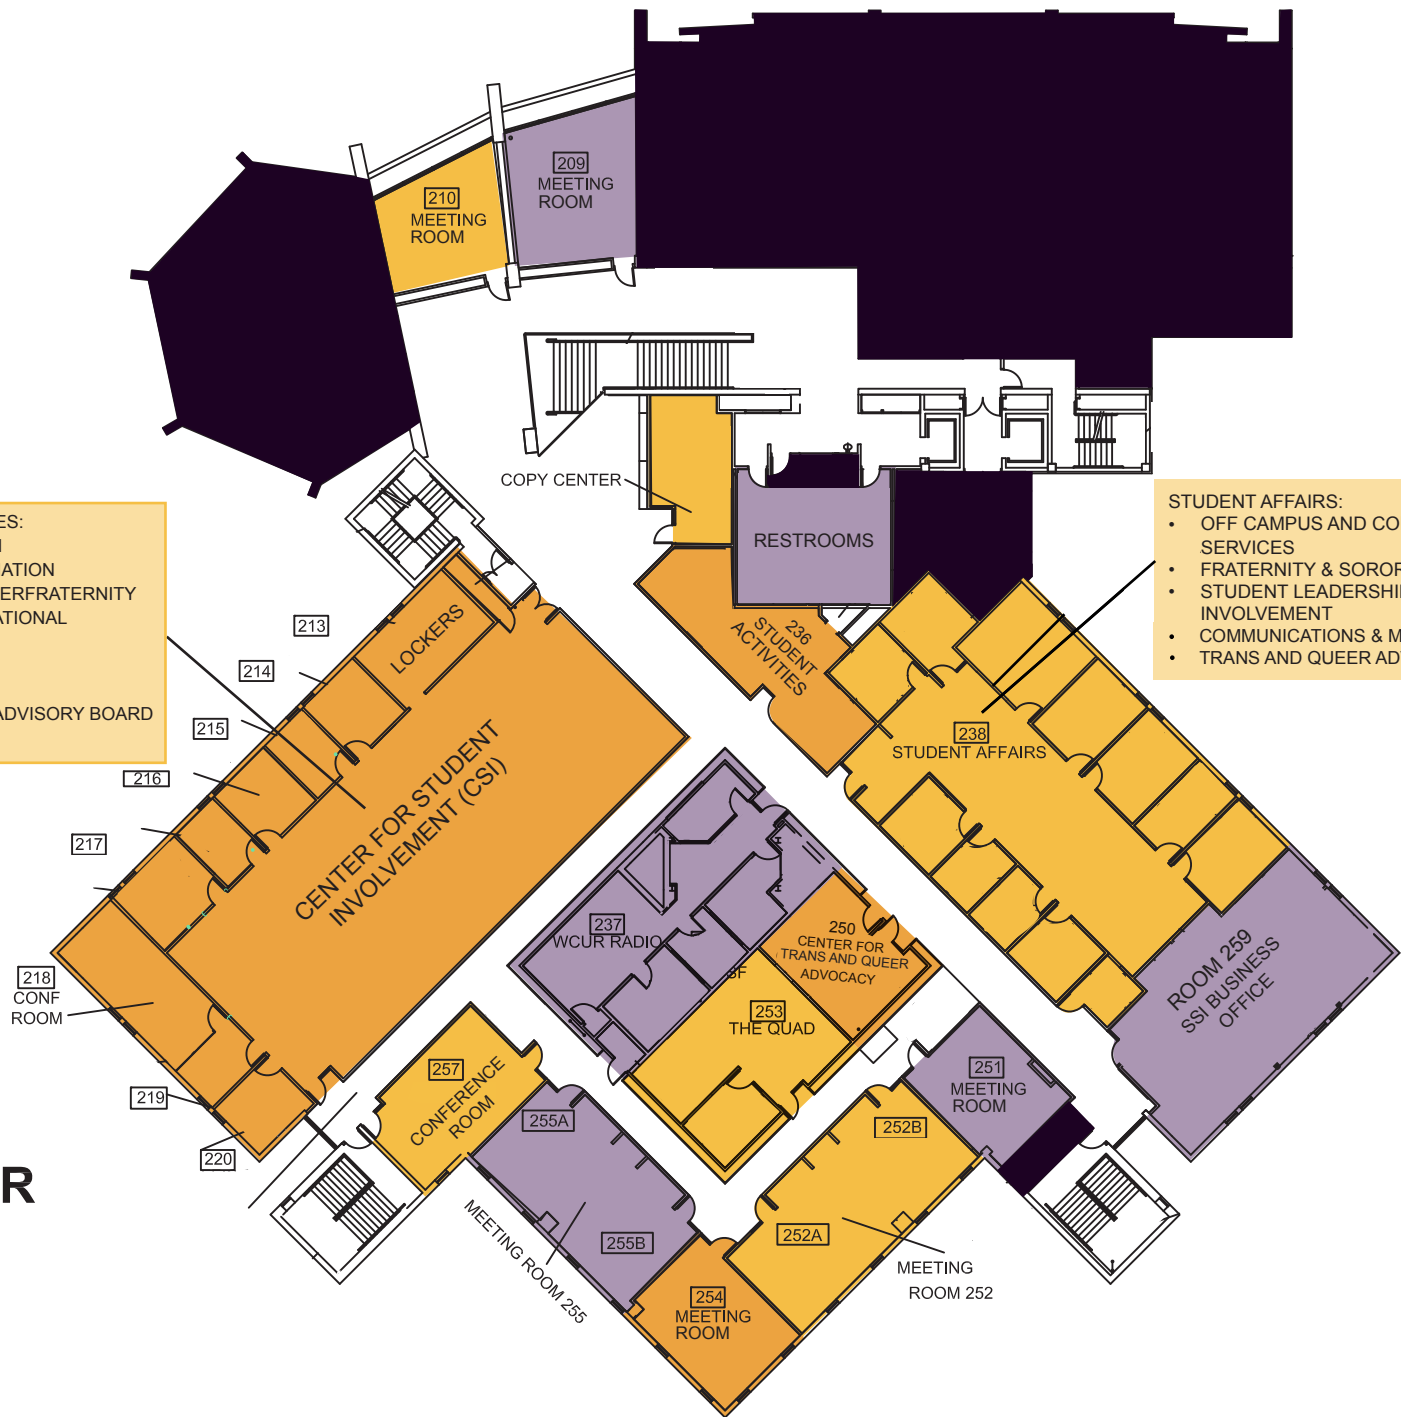 209
MEETING
ROOM
210
MEETING
ROOM
COPY CENTER
RESTROOMS
ES:
ATION
ERFRATERNITY
ATIONAL
ADVISORY BOARD
STUDENT AFFAIRS:
• OFF CAMPUS AND CO
SERVICES
• FRATERNITY & SOROR
• STUDENT LEADERSHI
INVOLVEMENT
• COMMUNICATIONS & M
• TRANS AND QUEER AD
213
214
215
216
217
LOCKERS
236
STUDENT
ACTIVITIES
238
STUDENT AFFAIRS
CENTER FOR STUDENT
INVOLVEMENT (CSI)
237
WCUR RADIO
250
CENTER FOR
TRANS AND QUEER
ADVOCACY
SF
253
THE QUAD
ROOM 259
SSI BUSINESS
OFFICE
218
CONF
ROOM
219
220
257
CONFERENCE
ROOM
251
MEETING
ROOM
255A
252B
255B
252A
MEETING ROOM 255
MEETING
ROOM 252
254
MEETING
ROOM
R